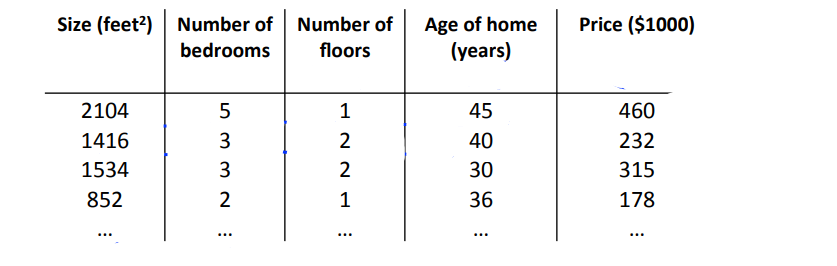 Size (feet²) Number of bedrooms Number of floors Age of home (years) Price ($1000)
2104 5 1 45 460
1416 3 2 40 232
1534 3 2 30 315
852 2 1 36 178
... ... ... ... ...